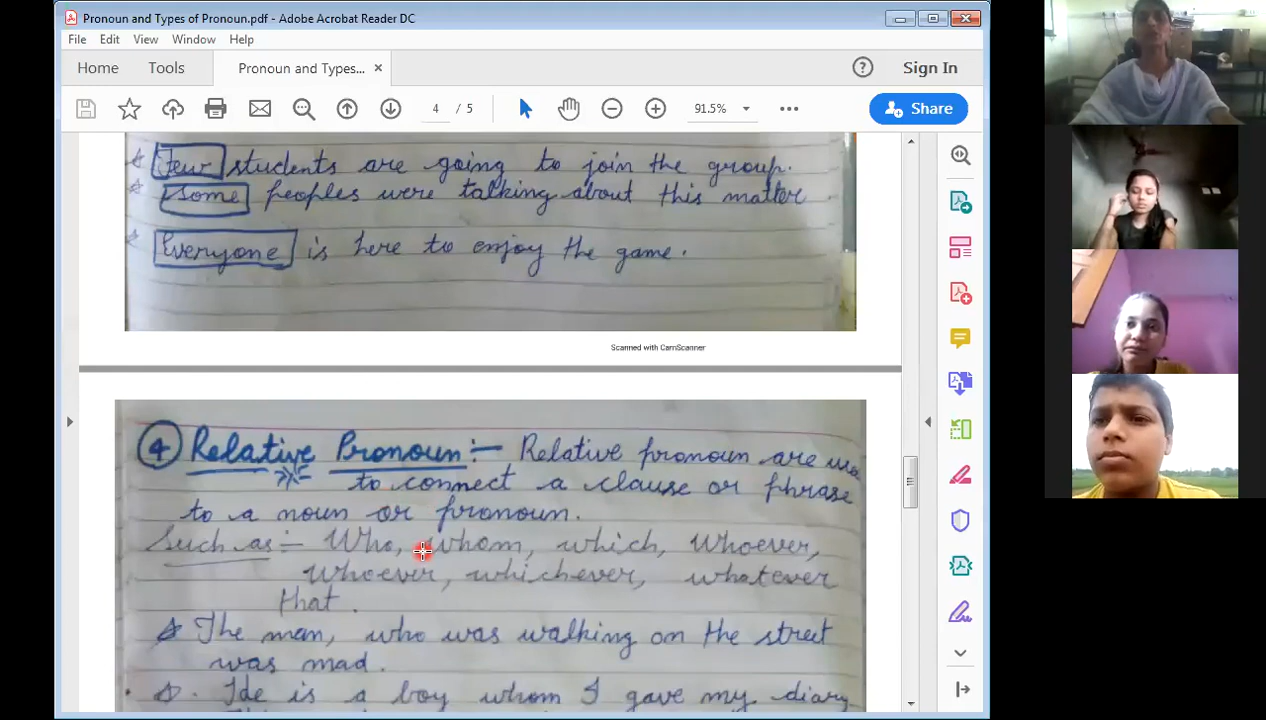 Pronoun and Types of Pronoun.pdf - Adobe Acrobat Reader DC
File Edit View Window Help
Home Tools Pronoun and Types... × Sign In
4 / 5 91.5% Share
Few students are going to join the group.
Some peoples were talking about this matter
Everyone is here to enjoy the game.
Scanned with CamScanner
4 Relative Pronoun :- Relative pronoun are use
to connect a clause or phrase
to a noun or pronoun.
Such as :- Who, whom, which, Whoever,
Whoever, whichever, whatever
that.
The man, who was walking on the street
was mad.
is a boy whom I gave my diary